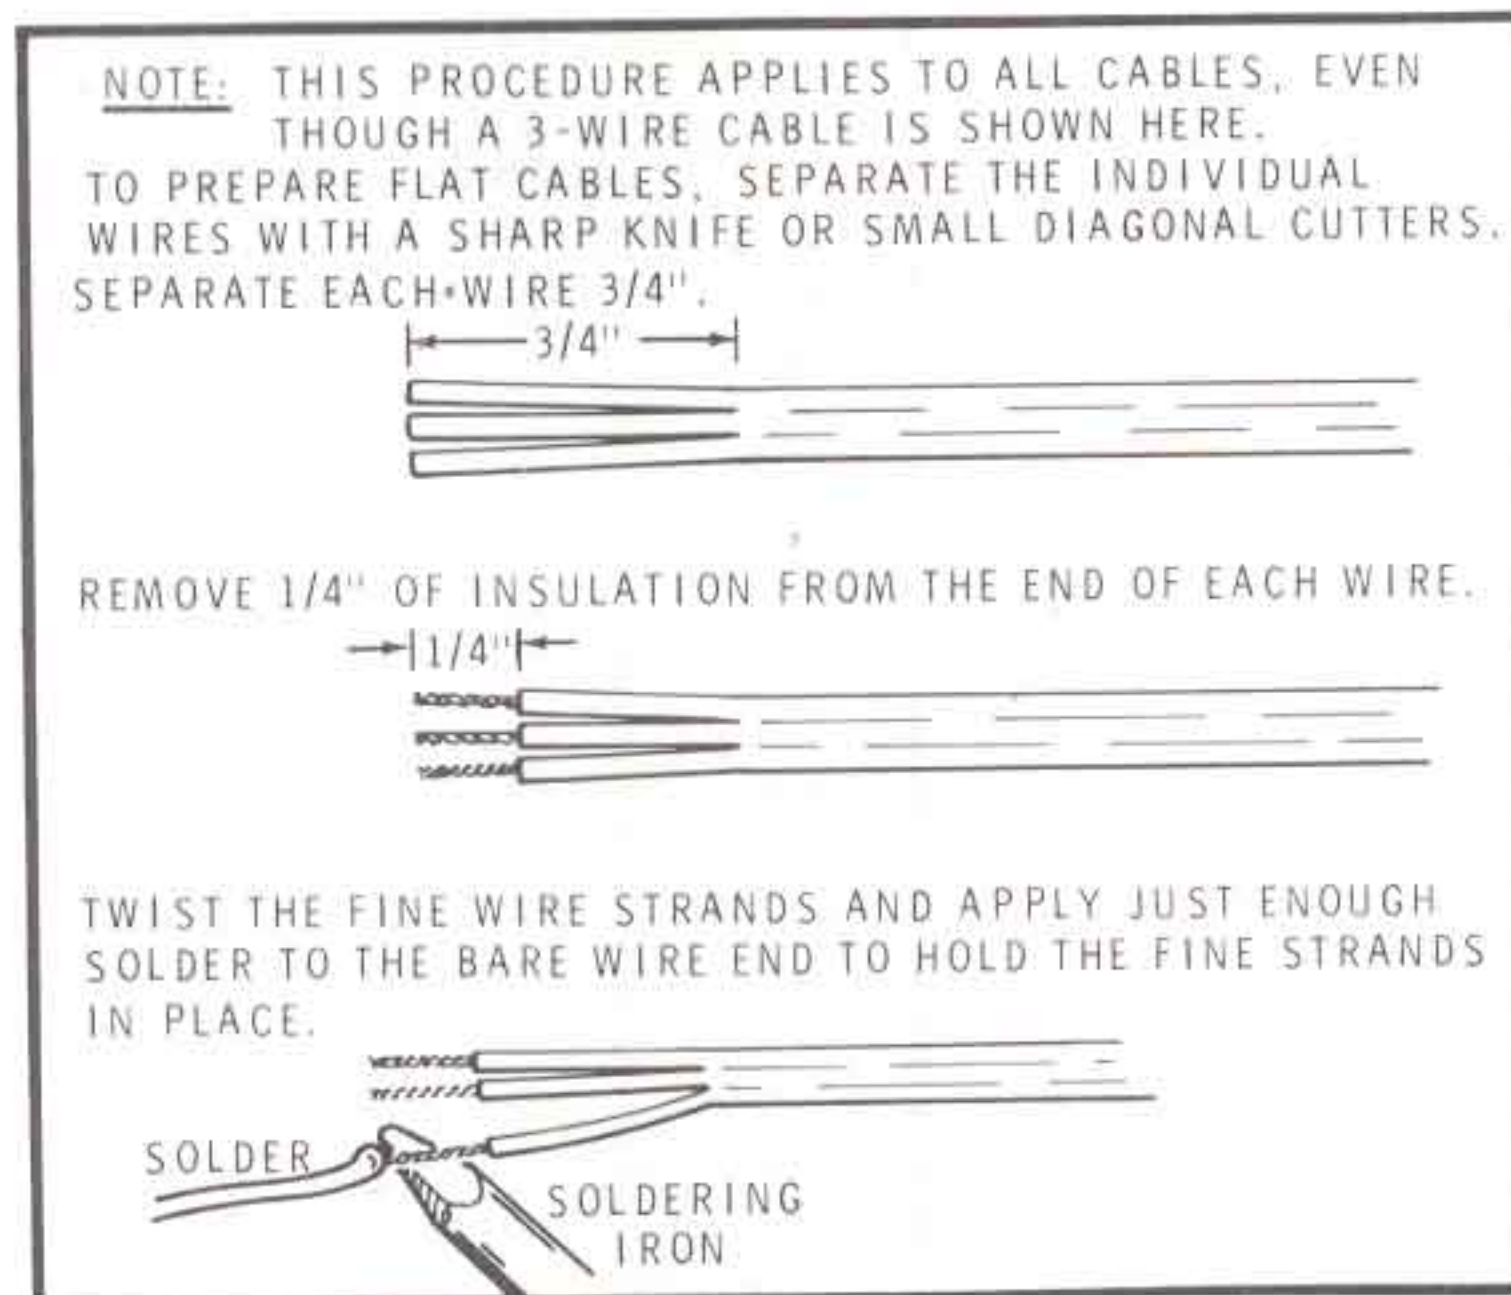 NOTE: THIS PROCEDURE APPLIES TO ALL CABLES, EVEN
THOUGH A 3-WIRE CABLE IS SHOWN HERE.
TO PREPARE FLAT CABLES, SEPARATE THE INDIVIDUAL
WIRES WITH A SHARP KNIFE OR SMALL DIAGONAL CUTTERS.
SEPARATE EACH WIRE 3/4".
3/4"
REMOVE 1/4" OF INSULATION FROM THE END OF EACH WIRE.
1/4"
TWIST THE FINE WIRE STRANDS AND APPLY JUST ENOUGH
SOLDER TO THE BARE WIRE END TO HOLD THE FINE STRANDS
IN PLACE.
SOLDER
SOLDERING
IRON